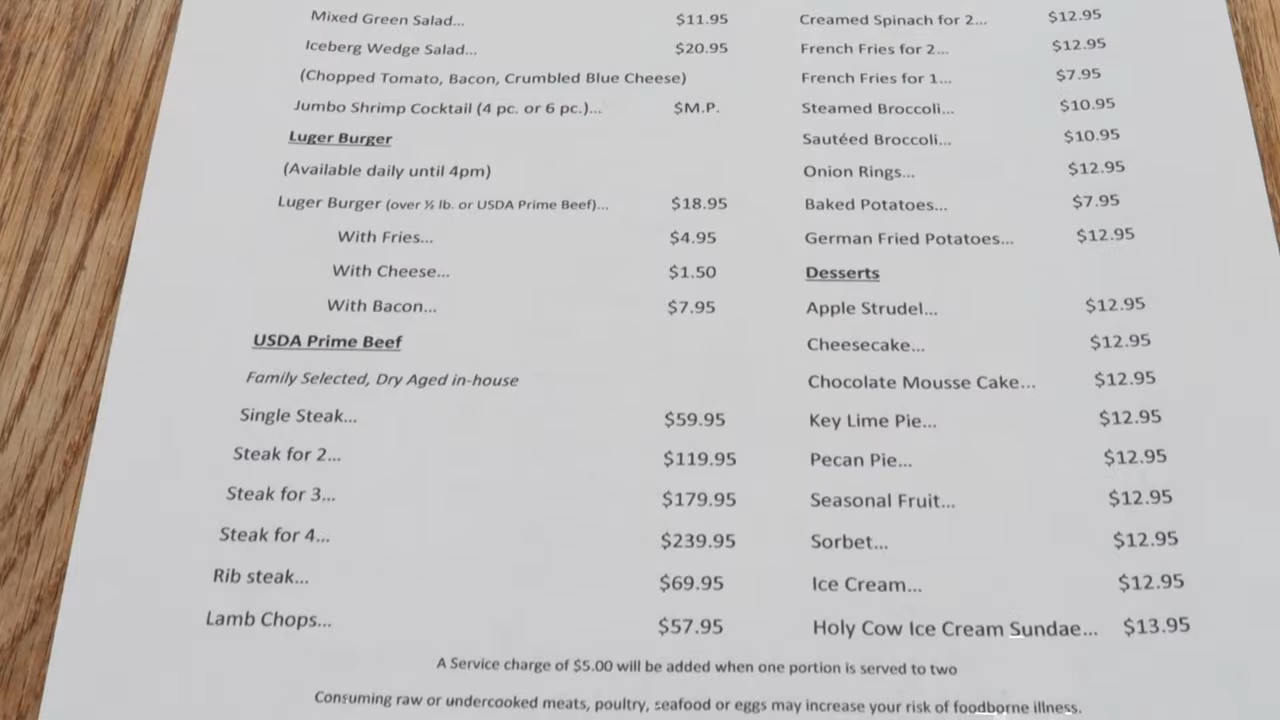 Mixed Green Salad... $11.95
Iceberg Wedge Salad... $20.95
(Chopped Tomato, Bacon, Crumbled Blue Cheese)
Jumbo Shrimp Cocktail (4 pc. or 6 pc.)... $M.P.
Luger Burger
(Available daily until 4pm)
Luger Burger (over ½ lb. or USDA Prime Beef)... $18.95
With Fries... $4.95
With Cheese... $1.50
With Bacon... $7.95
USDA Prime Beef
Family Selected, Dry Aged in-house
Single Steak... $59.95
Steak for 2... $119.95
Steak for 3... $179.95
Steak for 4... $239.95
Rib steak... $69.95
Lamb Chops... $57.95
Creamed Spinach for 2... $12.95
French Fries for 2... $12.95
French Fries for 1... $7.95
Steamed Broccoli... $10.95
Sautéed Broccoli... $10.95
Onion Rings... $12.95
Baked Potatoes... $7.95
German Fried Potatoes... $12.95
Desserts
Apple Strudel... $12.95
Cheesecake... $12.95
Chocolate Mousse Cake... $12.95
Key Lime Pie... $12.95
Pecan Pie... $12.95
Seasonal Fruit... $12.95
Sorbet... $12.95
Ice Cream... $12.95
Holy Cow Ice Cream Sundae... $13.95
A Service charge of $5.00 will be added when one portion is served to two
Consuming raw or undercooked meats, poultry, seafood or eggs may increase your risk of foodborne illness.